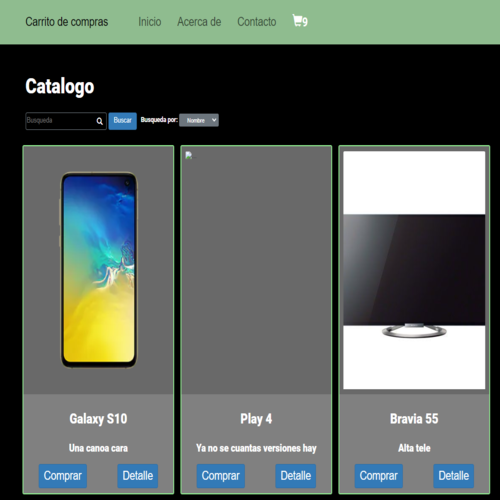 Carrito de compras Inicio Acerca de Contacto 9
Catalogo
Busqueda Buscar Busqueda por: Nombre
Galaxy S10 Play 4 Bravia 55
Una canoa cara Ya no se cuantas versiones hay Alta tele
Comprar Detalle Comprar Detalle Comprar Detalle